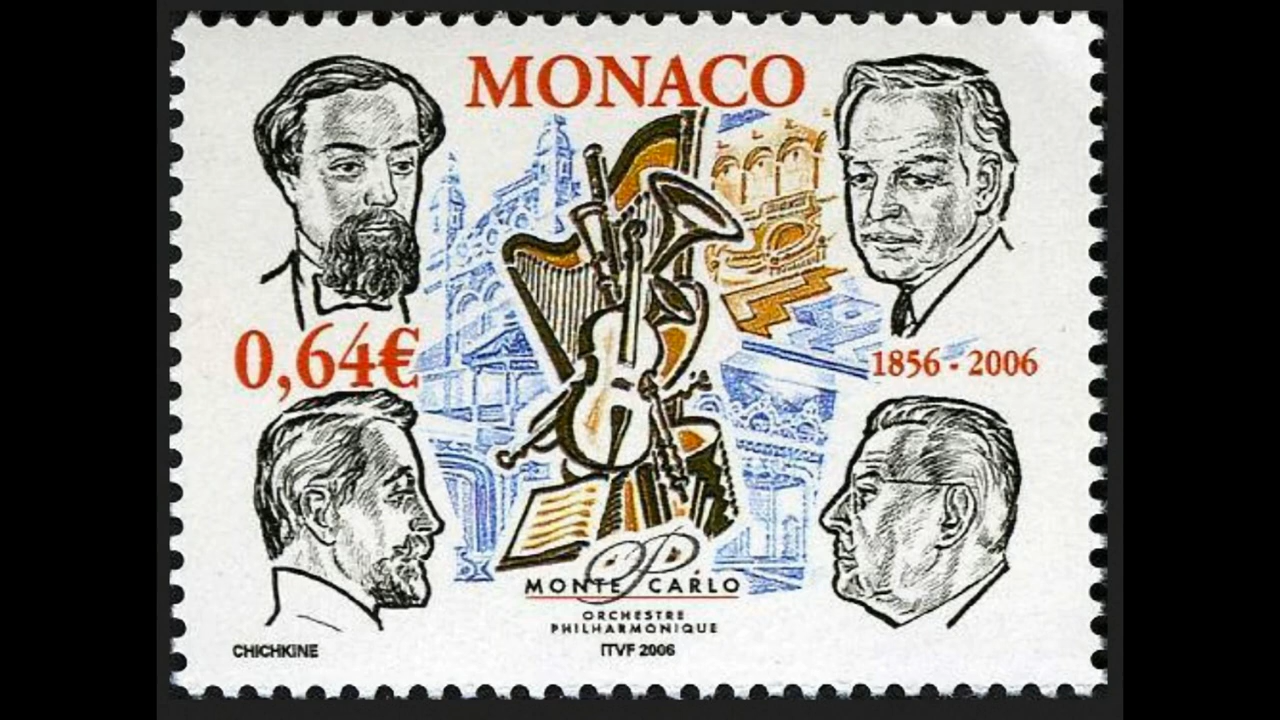 MONACO
0,64€
1856 - 2006
MONTE CARLO
ORCHESTRE
PHILHARMONIQUE
CHICHKINE
ITVF 2006